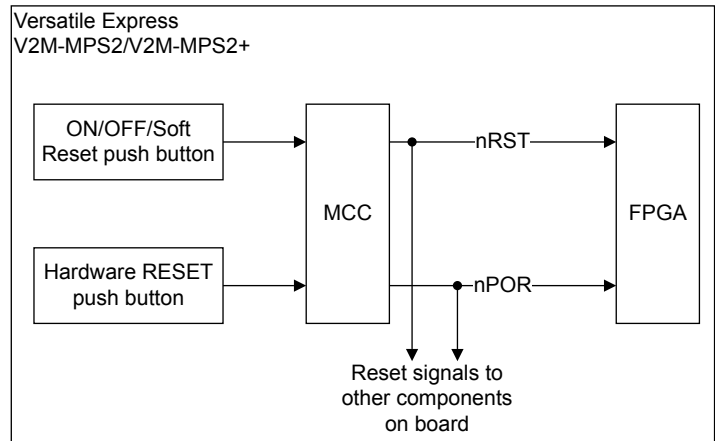 Versatile Express
V2M-MPS2/V2M-MPS2+
ON/OFF/Soft
Reset push button
nRST
MCC
FPGA
Hardware RESET
push button
nPOR
Reset signals to
other components
on board